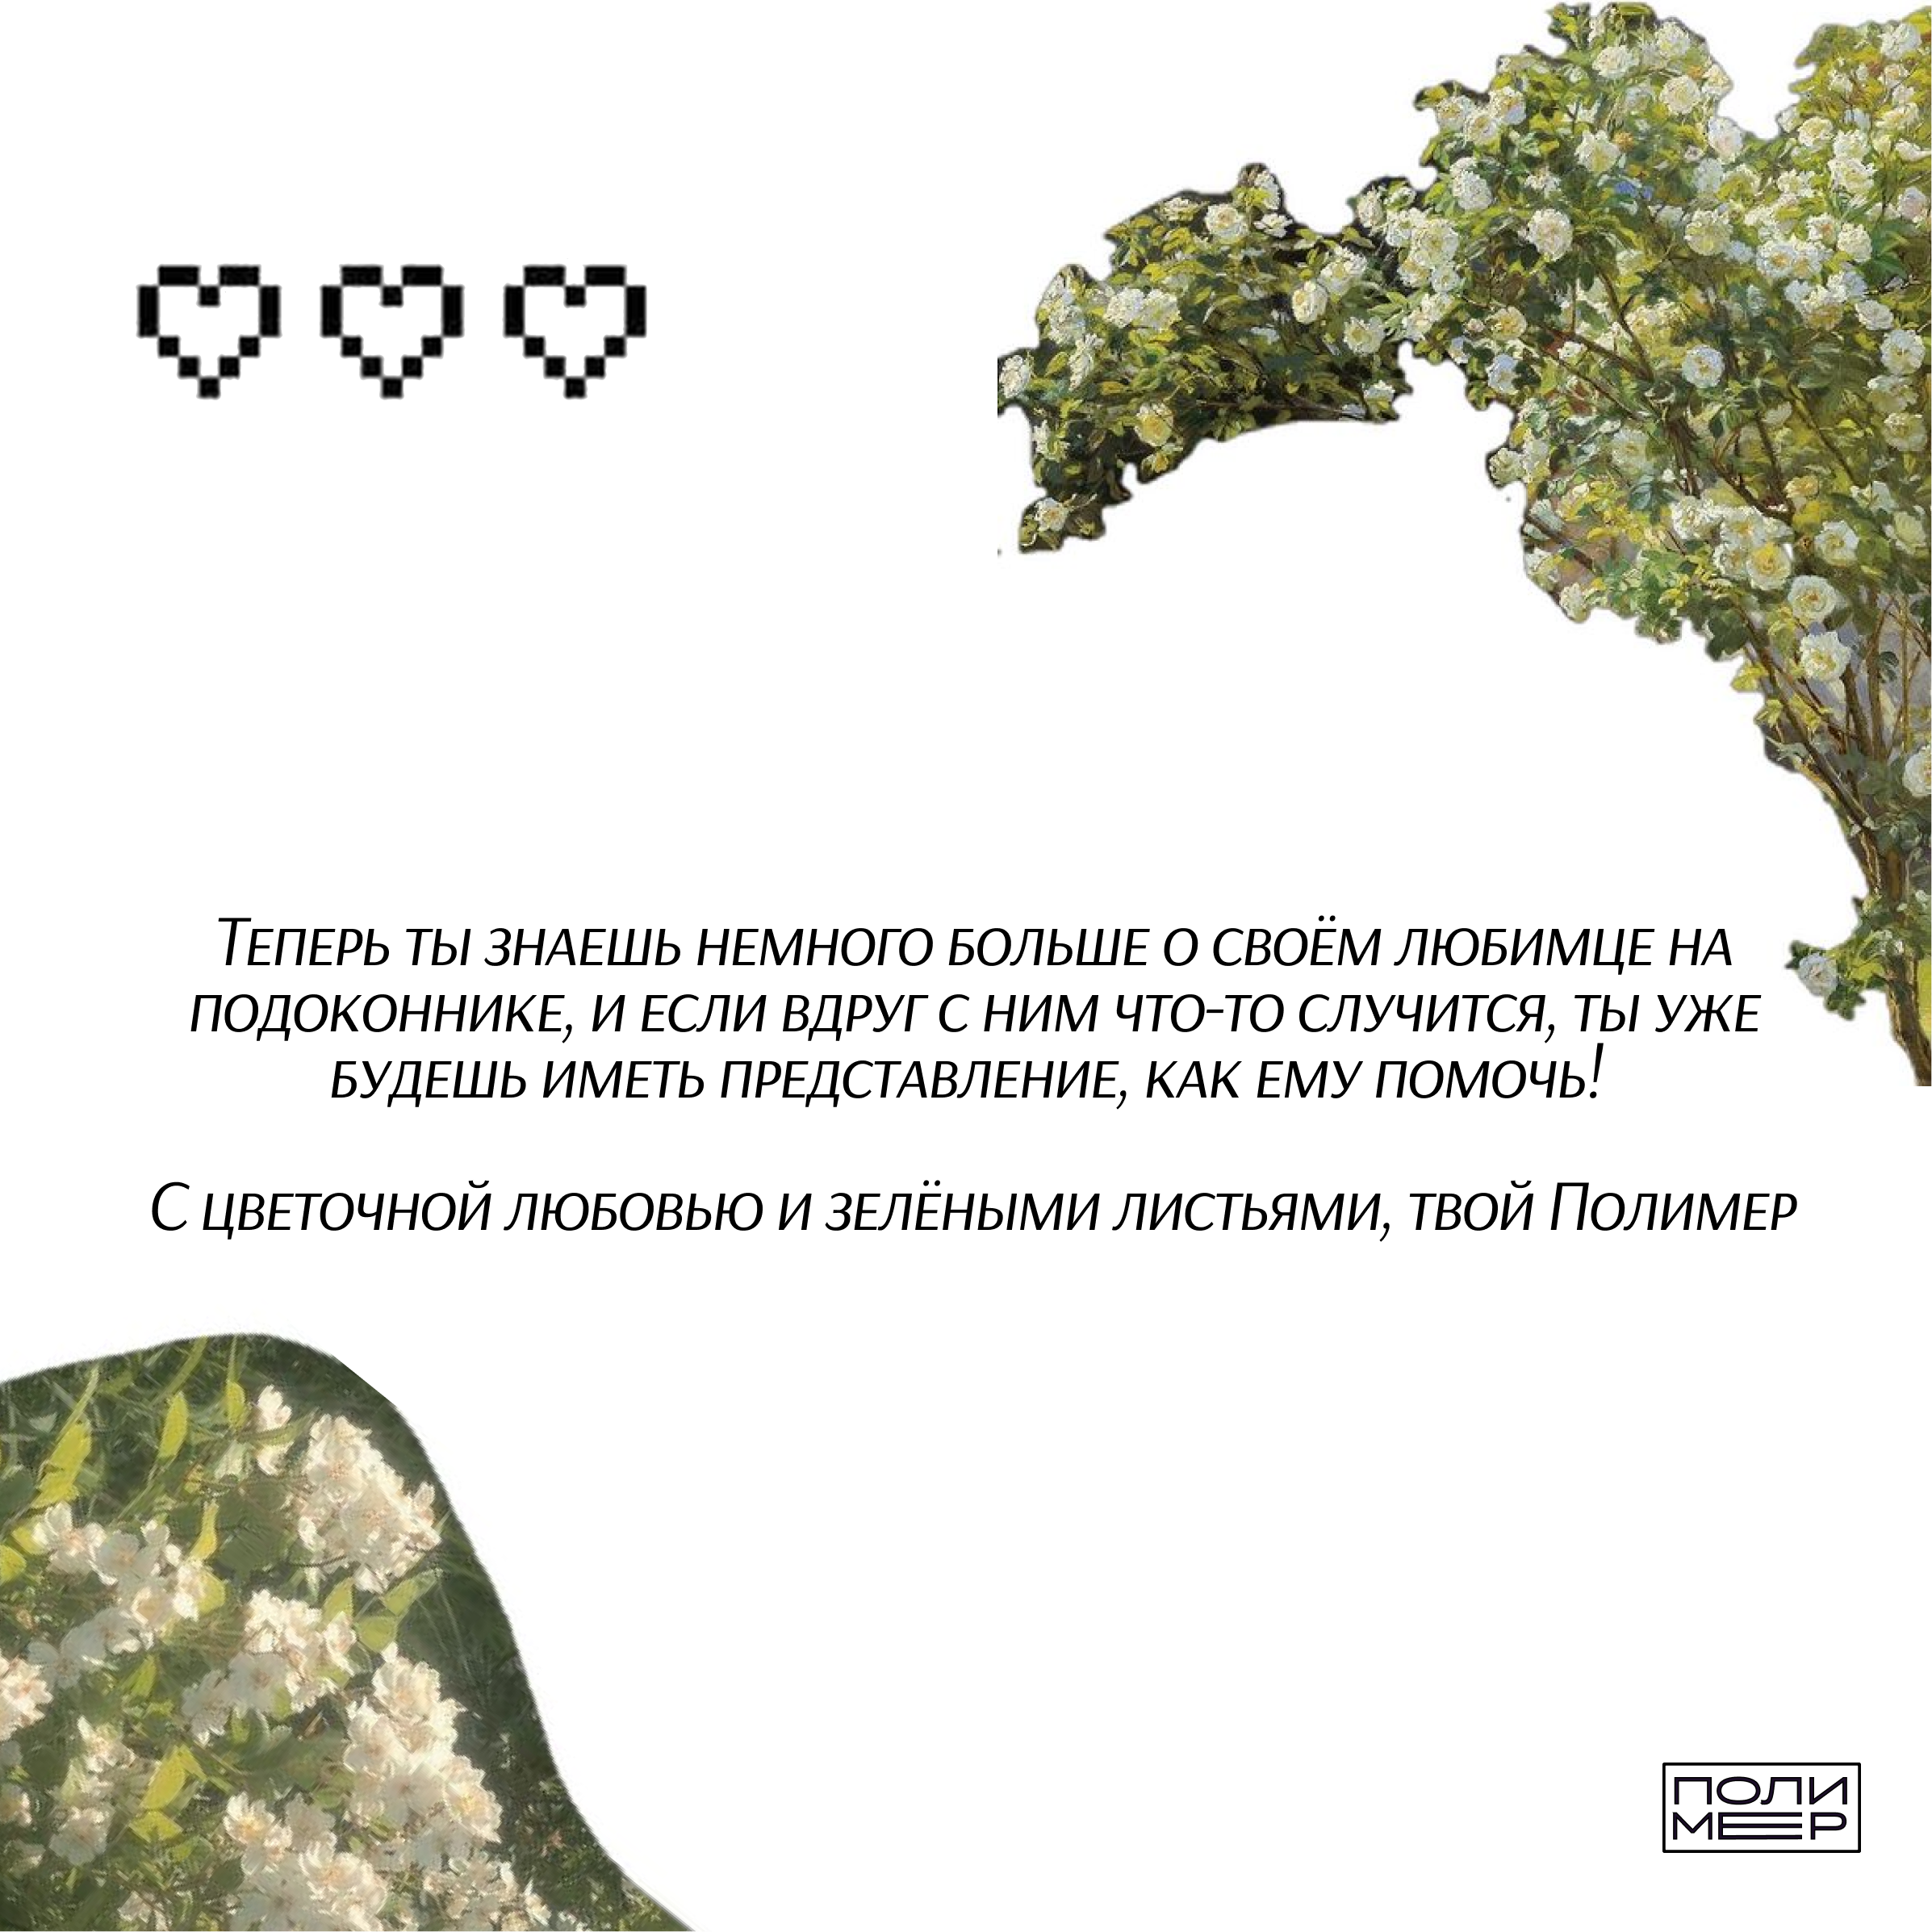 Теперь ты знаешь немного больше о своём любимце на
подоконнике, и если вдруг с ним что-то случится, ты уже
будешь иметь представление, как ему помочь!
С цветочной любовью и зелёными листьями, твой Полимер
ПОЛИ
МЕР